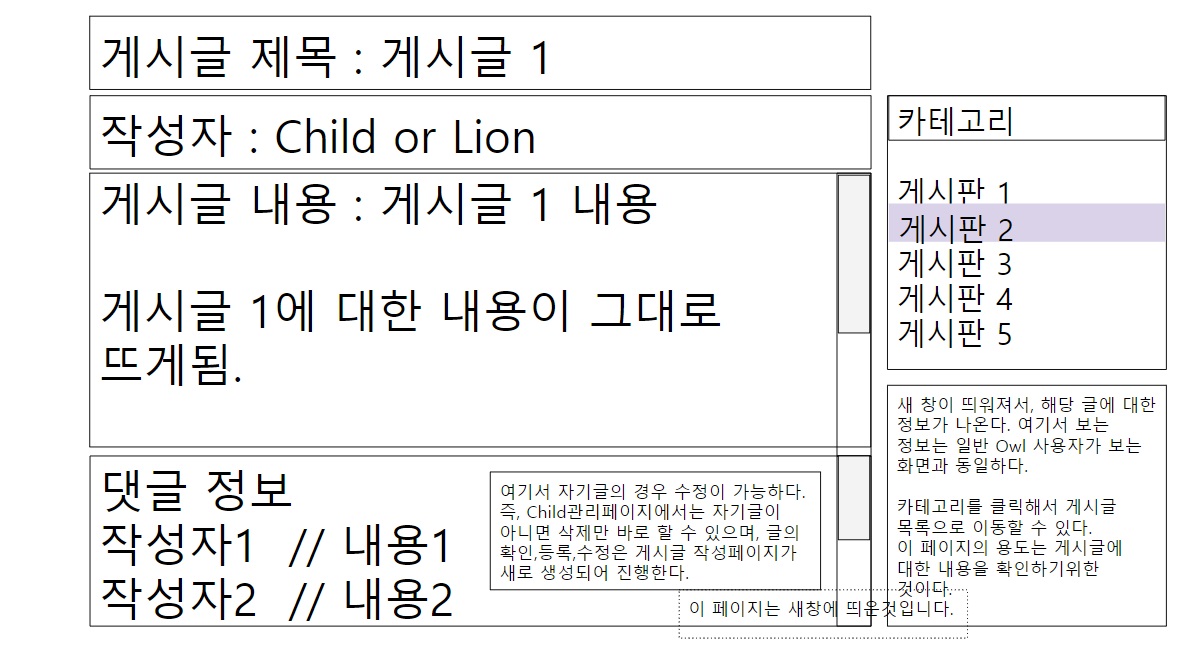 게시글 제목 : 게시글 1
작성자 : Child or Lion
게시글 내용 : 게시글 1 내용
게시글 1에 대한 내용이 그대로
뜨게됨.
댓글 정보
작성자1 // 내용1
작성자2 // 내용2
여기서 자기글의 경우 수정이 가능하다.
즉, Child관리페이지에서는 자기글이
아니면 삭제만 바로 할 수 있으며, 글의
확인,등록,수정은 게시글 작성페이지가
새로 생성되어 진행한다.
이 페이지는 새창에 띄운것입니다.
카테고리
게시판 1
게시판 2
게시판 3
게시판 4
게시판 5
새 창이 띄워져서, 해당 글에 대한
정보가 나온다. 여기서 보는
정보는 일반 Owl 사용자가 보는
화면과 동일하다.
카테고리를 클릭해서 게시글
목록으로 이동할 수 있다.
이 페이지의 용도는 게시글에
대한 내용을 확인하기위한
것이다.